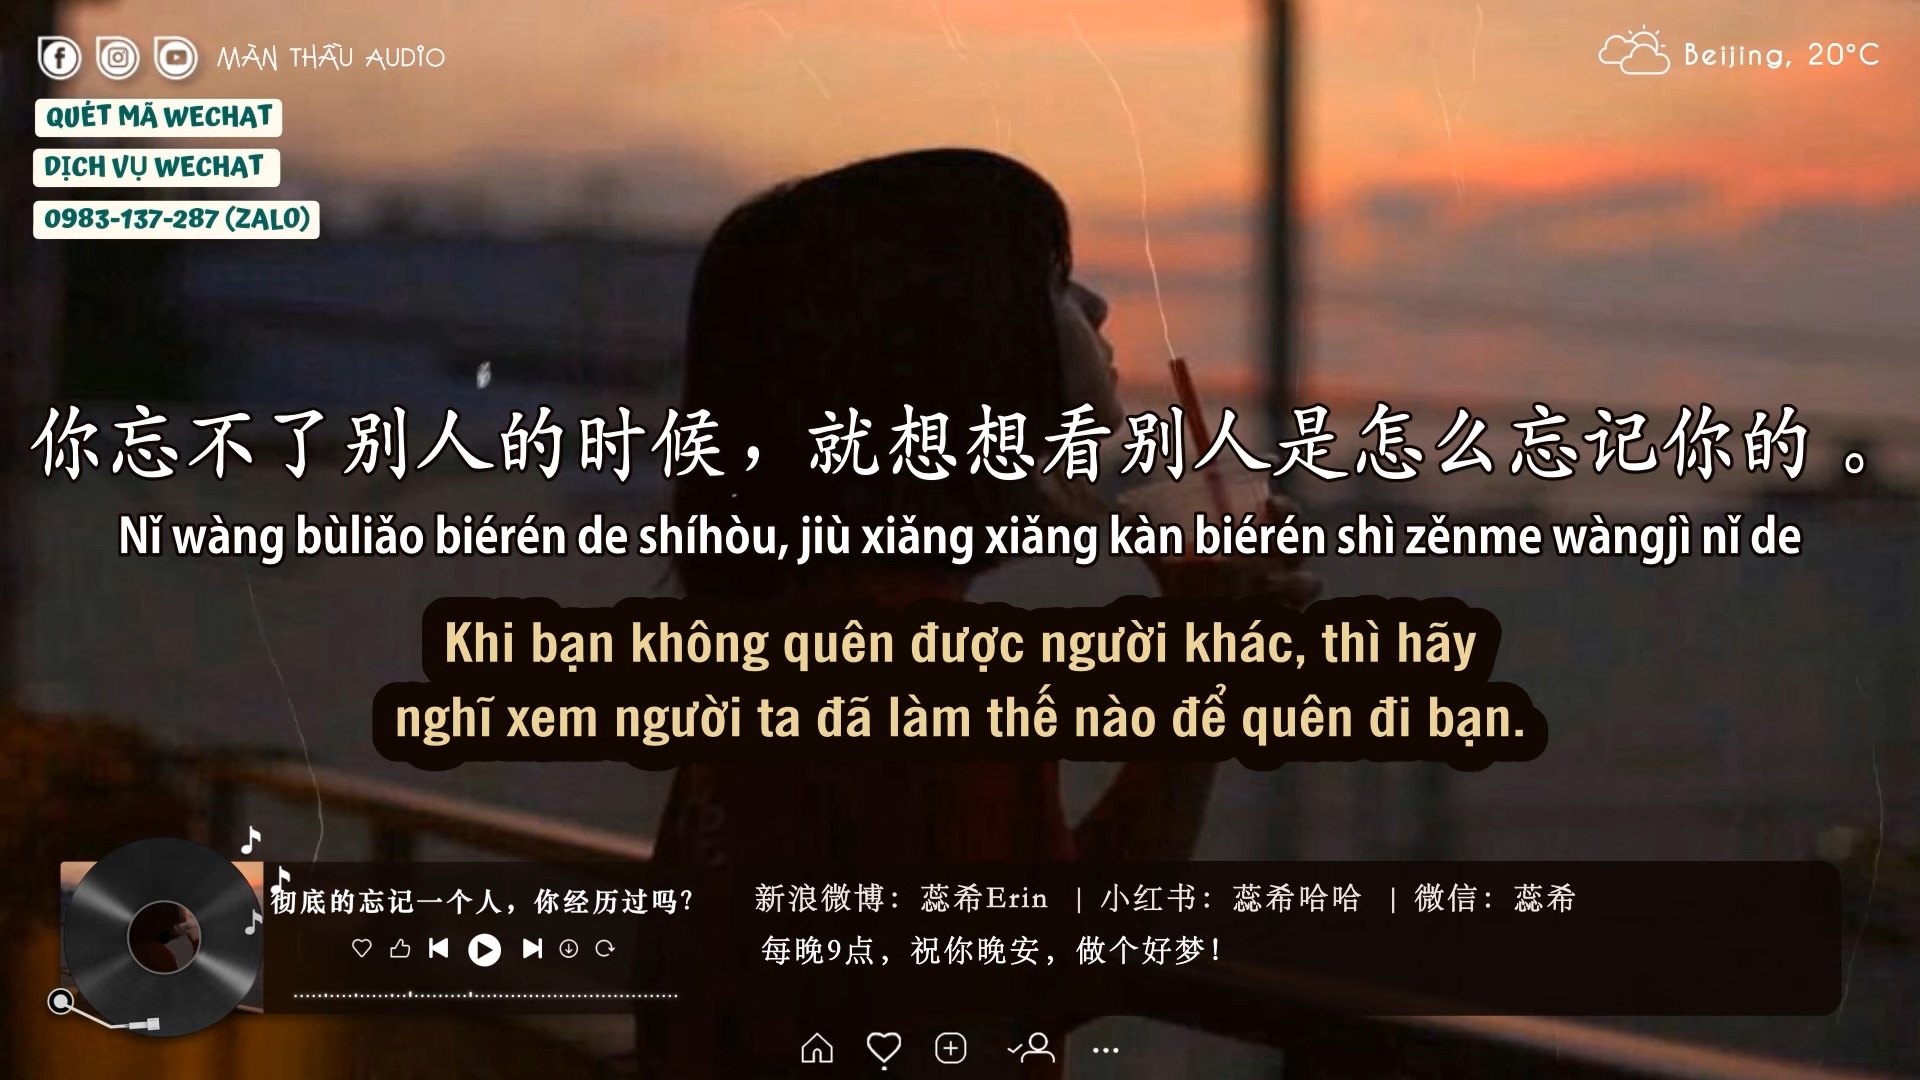 MÀN THẦU AUDIO
Beijing, 20°C
QUÉT MÃ WECHAT
DỊCH VỤ WECHAT
0983-137-287 (ZALO)
你忘不了别人的时候，就想想看别人是怎么忘记你的。
Nǐ wàng bùliǎo biérén de shíhòu, jiù xiǎng xiǎng kàn biérén shì zěnme wàngjì nǐ de
Khi bạn không quên được người khác, thì hãy
nghĩ xem người ta đã làm thế nào để quên đi bạn.
彻底的忘记一个人，你经历过吗？
新浪微博：蕊希Erin | 小红书：蕊希哈哈 | 微信：蕊希
每晚9点，祝你晚安，做个好梦！